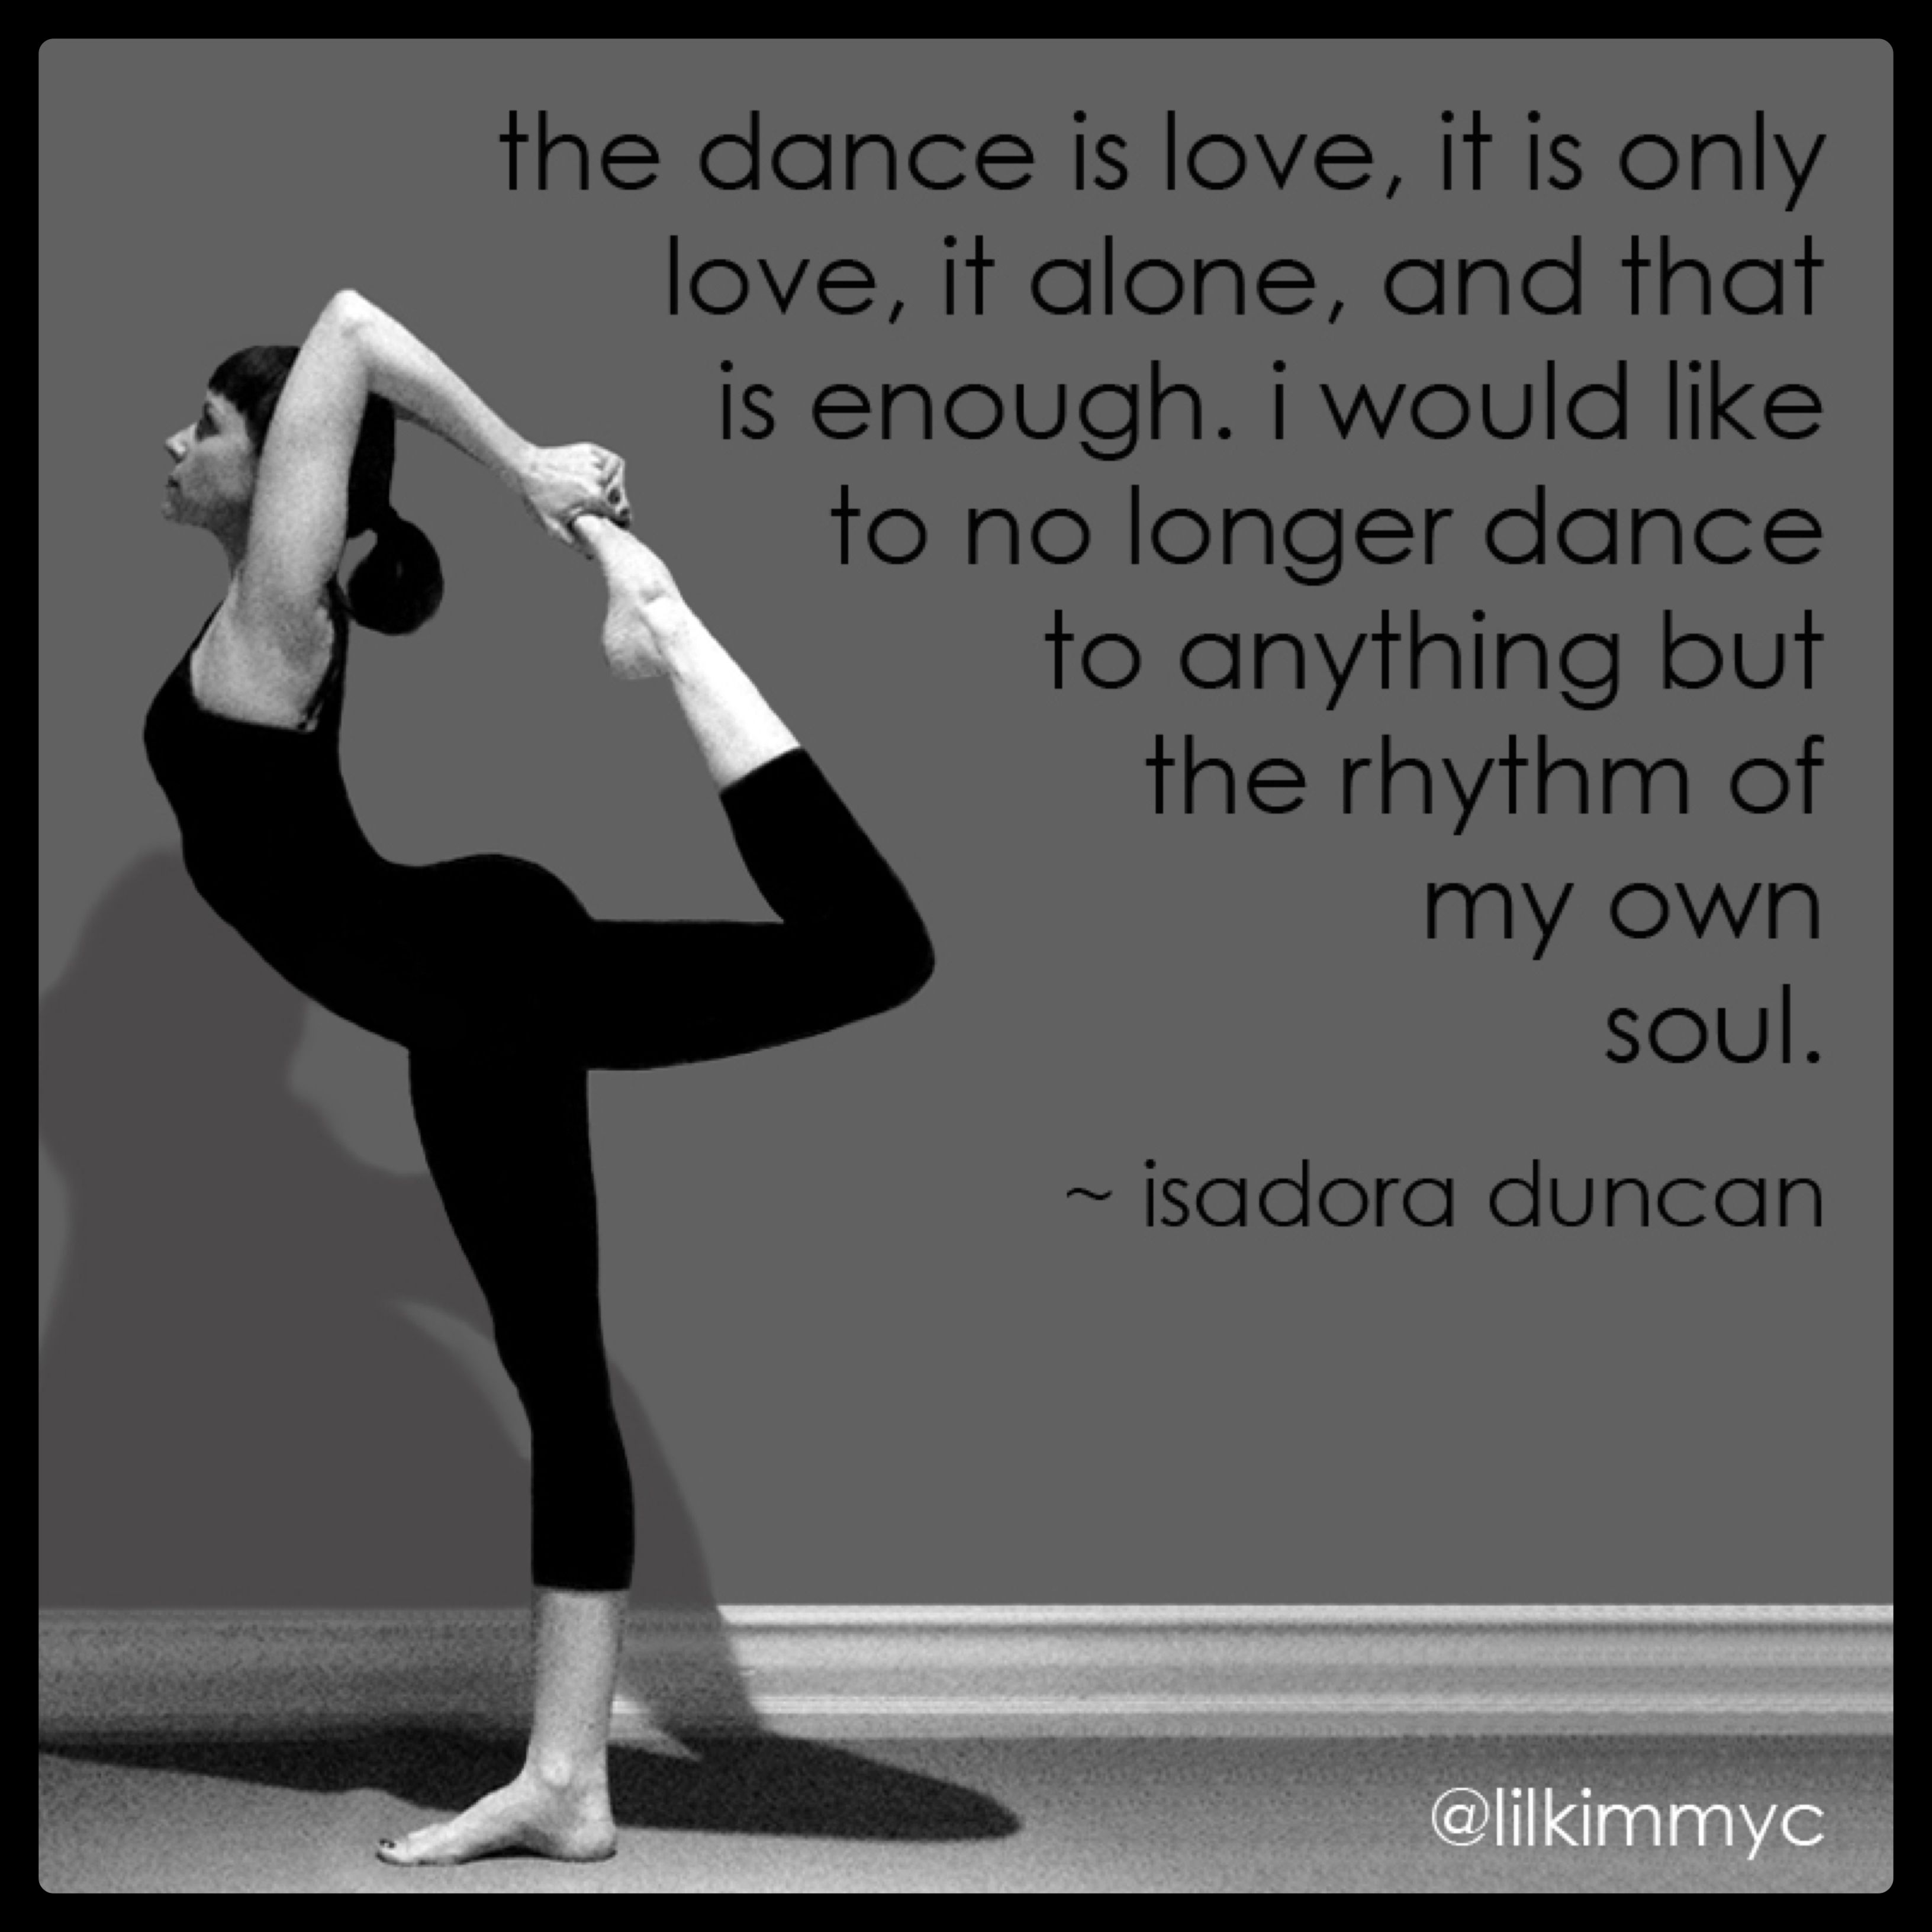 the dance is love, it is only
love, it alone, and that
is enough. i would like
to no longer dance
to anything but
the rhythm of
my own
soul.
~ isadora duncan
@lilkimmyc